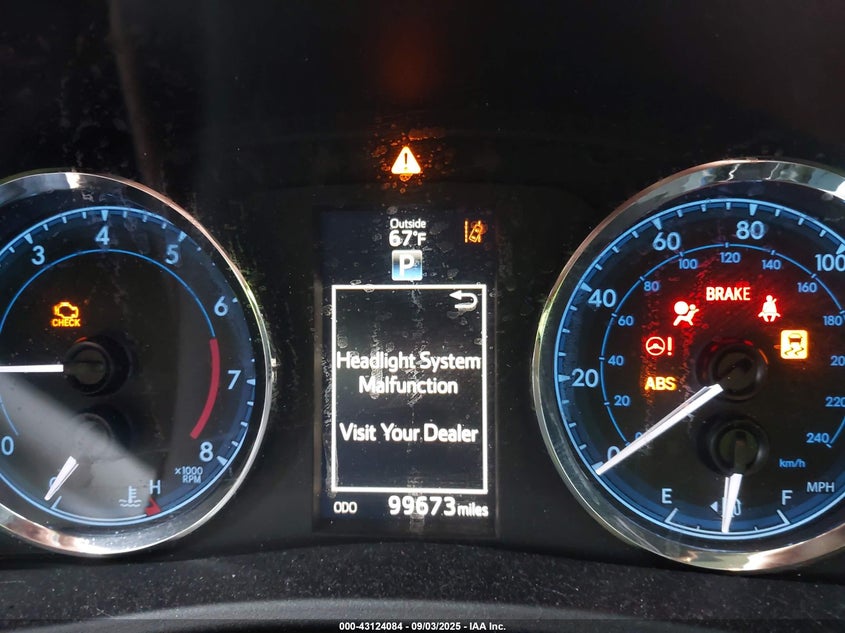 Outside
67°F
P
Headlight System
Malfunction
Visit Your Dealer
ODO 99673 miles
3 4 5 6 7 8
0
CHECK
x1000
RPM
C H
0 20 40 60 80 100
20 40 60 80 100 120 140 160 180 220 240
km/h
MPH
BRAKE
ABS
E F
000-43124084 - 09/03/2025 - IAA Inc.